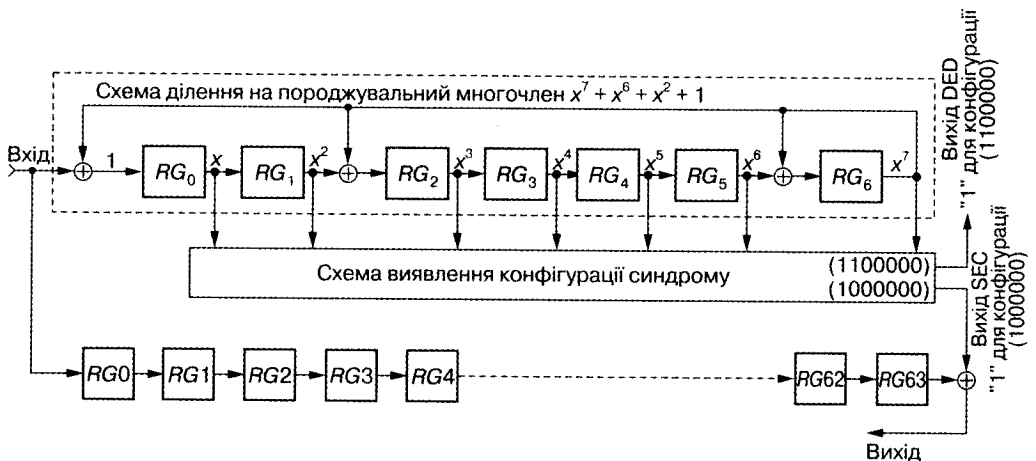 Схема ділення на породжувальний многочлен x⁷ + x⁶ + x² + 1
Вхід
1
RG₀
x
RG₁
x²
RG₂
x³
RG₃
x⁴
RG₄
x⁵
RG₅
x⁶
RG₆
x⁷
Вихід DED
"1" для конфігурації
(1100000)
Схема виявлення конфігурації синдрому
(1100000)
(1000000)
Вихід SEC
"1" для конфігурації
(1000000)
RG0
RG1
RG2
RG3
RG4
RG62
RG63
Вихід